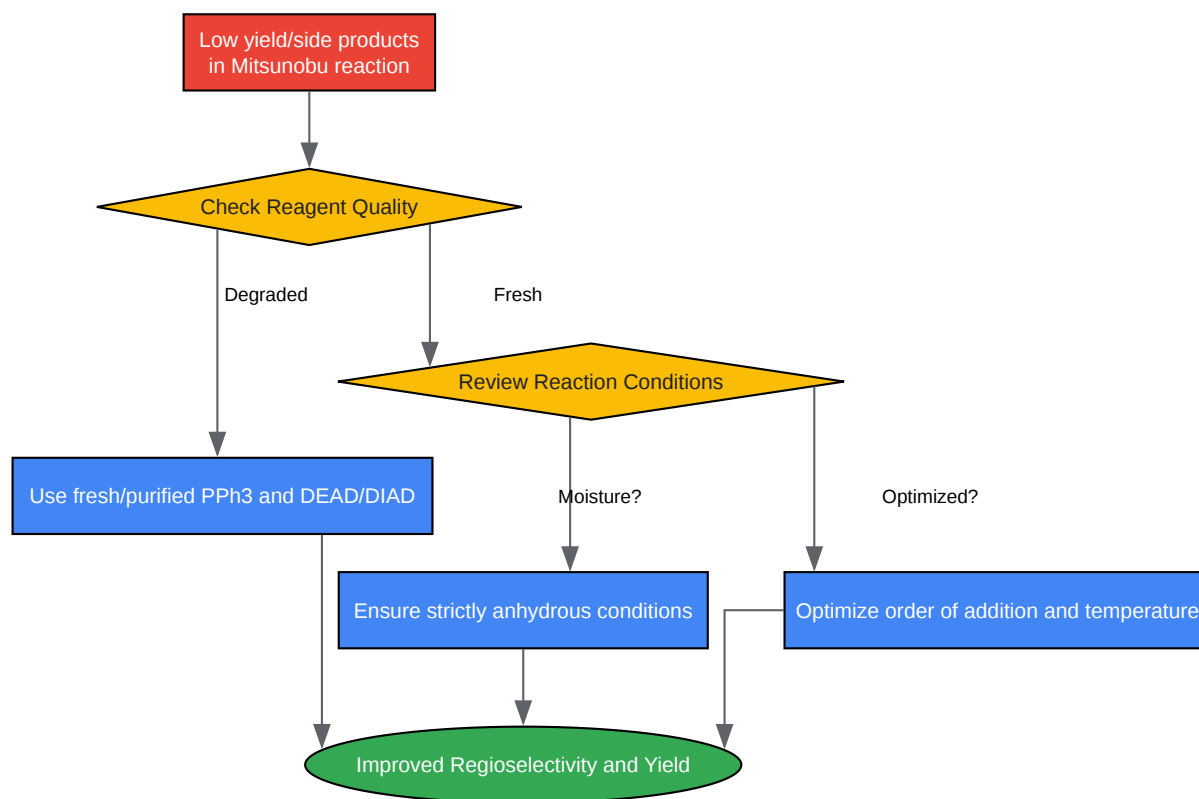 Low yield/side products
in Mitsunobu reaction
Check Reagent Quality
Degraded
Fresh
Review Reaction Conditions
Use fresh/purified PPh3 and DEAD/DIAD
Moisture?
Optimized?
Ensure strictly anhydrous conditions
Optimize order of addition and temperature
Improved Regioselectivity and Yield